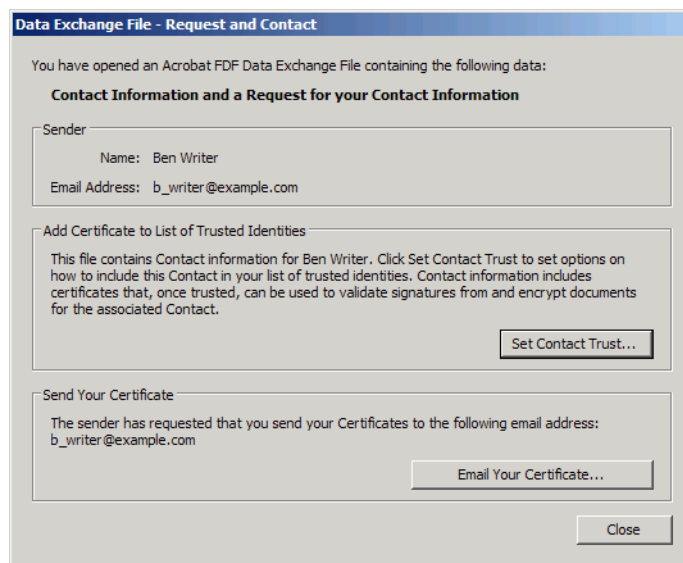 Data Exchange File - Request and Contact
You have opened an Acrobat FDF Data Exchange File containing the following data:
Contact Information and a Request for your Contact Information
Sender
Name: Ben Writer
Email Address: b_writer@example.com
Add Certificate to List of Trusted Identities
This file contains Contact information for Ben Writer. Click Set Contact Trust to set options on
how to include this Contact in your list of trusted identities. Contact information includes
certificates that, once trusted, can be used to validate signatures from and encrypt documents
for the associated Contact.
Set Contact Trust...
Send Your Certificate
The sender has requested that you send your Certificates to the following email address:
b_writer@example.com
Email Your Certificate...
Close